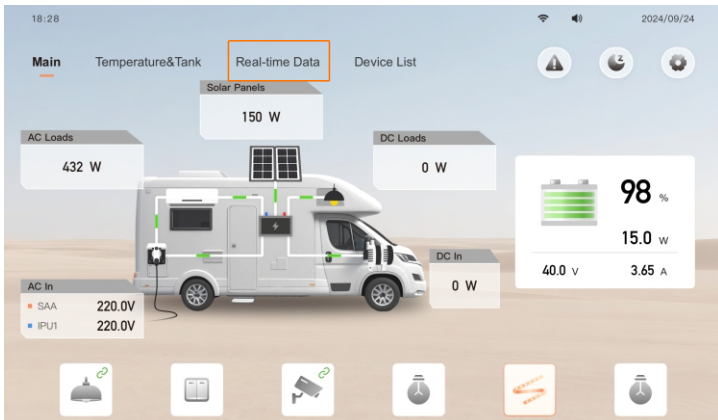 18:28
2024/09/24
Main
Temperature&Tank
Real-time Data
Device List
z
Solar Panels
150 W
AC Loads
432 W
DC Loads
0 W
98 %
15.0 W
40.0 V
3.65 A
DC In
0 W
AC In
SAA 220.0V
IPU1 220.0V